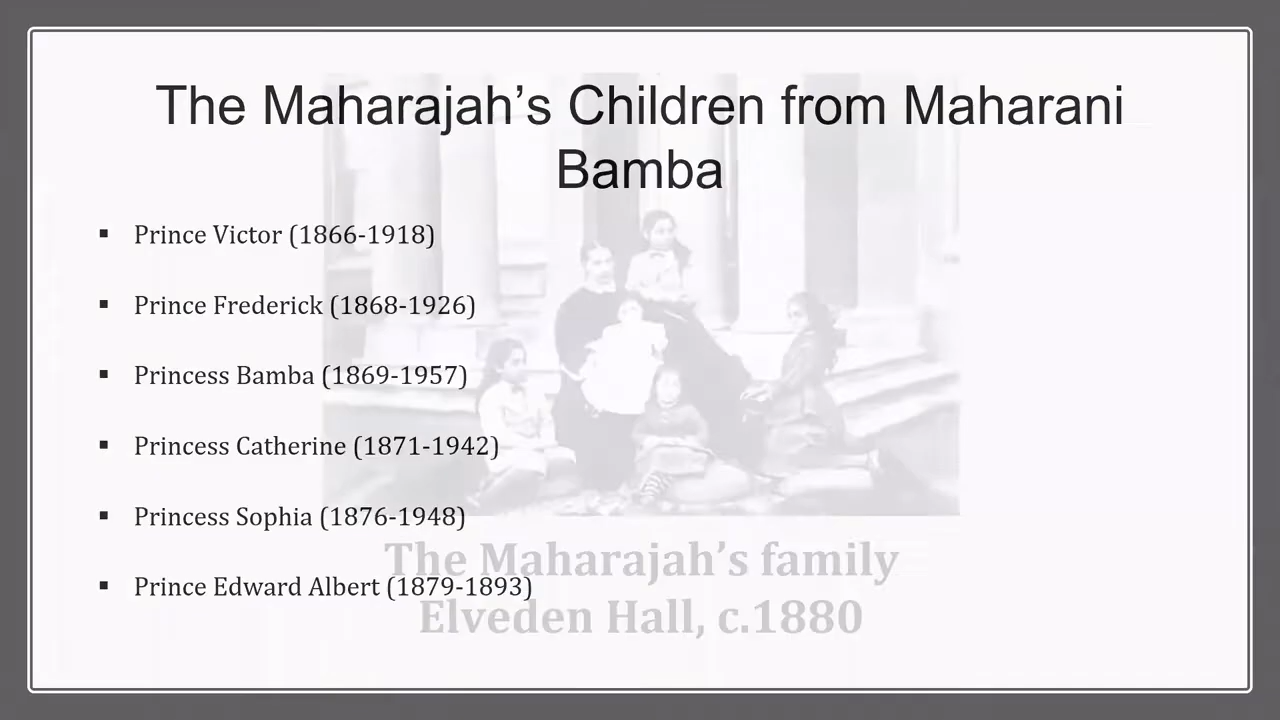 The Maharajah’s Children from Maharani
Bamba
▪ Prince Victor (1866-1918)
▪ Prince Frederick (1868-1926)
▪ Princess Bamba (1869-1957)
▪ Princess Catherine (1871-1942)
▪ Princess Sophia (1876-1948)
▪ Prince Edward Albert (1879-1893)
The Maharajah’s family
Elveden Hall, c.1880